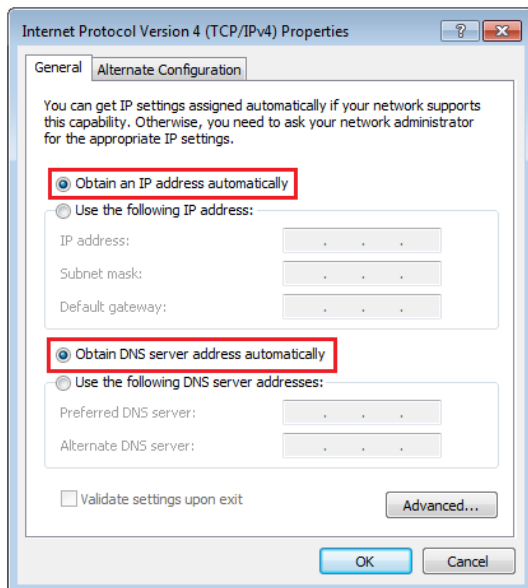 Internet Protocol Version 4 (TCP/IPv4) Properties
General
Alternate Configuration
You can get IP settings assigned automatically if your network supports
this capability. Otherwise, you need to ask your network administrator
for the appropriate IP settings.
Obtain an IP address automatically
Use the following IP address:
IP address:
Subnet mask:
Default gateway:
Obtain DNS server address automatically
Use the following DNS server addresses:
Preferred DNS server:
Alternate DNS server:
Validate settings upon exit
Advanced...
OK
Cancel